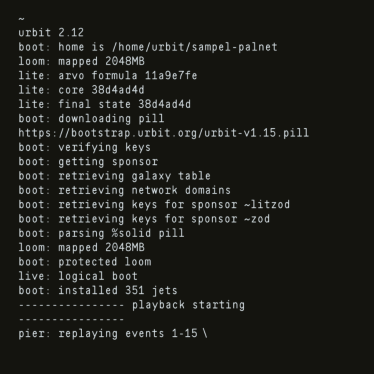 ~
urbit 2.12
boot: home is /home/urbit/sampel-palnet
loom: mapped 2048MB
lite: arvo formula 11a9e7fe
lite: core 38d4ad4d
lite: final state 38d4ad4d
boot: downloading pill
https://bootstrap.urbit.org/urbit-v1.15.pill
boot: verifying keys
boot: getting sponsor
boot: retrieving galaxy table
boot: retrieving network domains
boot: retrieving keys for sponsor ~litzod
boot: retrieving keys for sponsor ~zod
boot: parsing %solid pill
loom: mapped 2048MB
boot: protected loom
live: logical boot
boot: installed 351 jets
---------------- playback starting
----------------
pier: replaying events 1-15 \